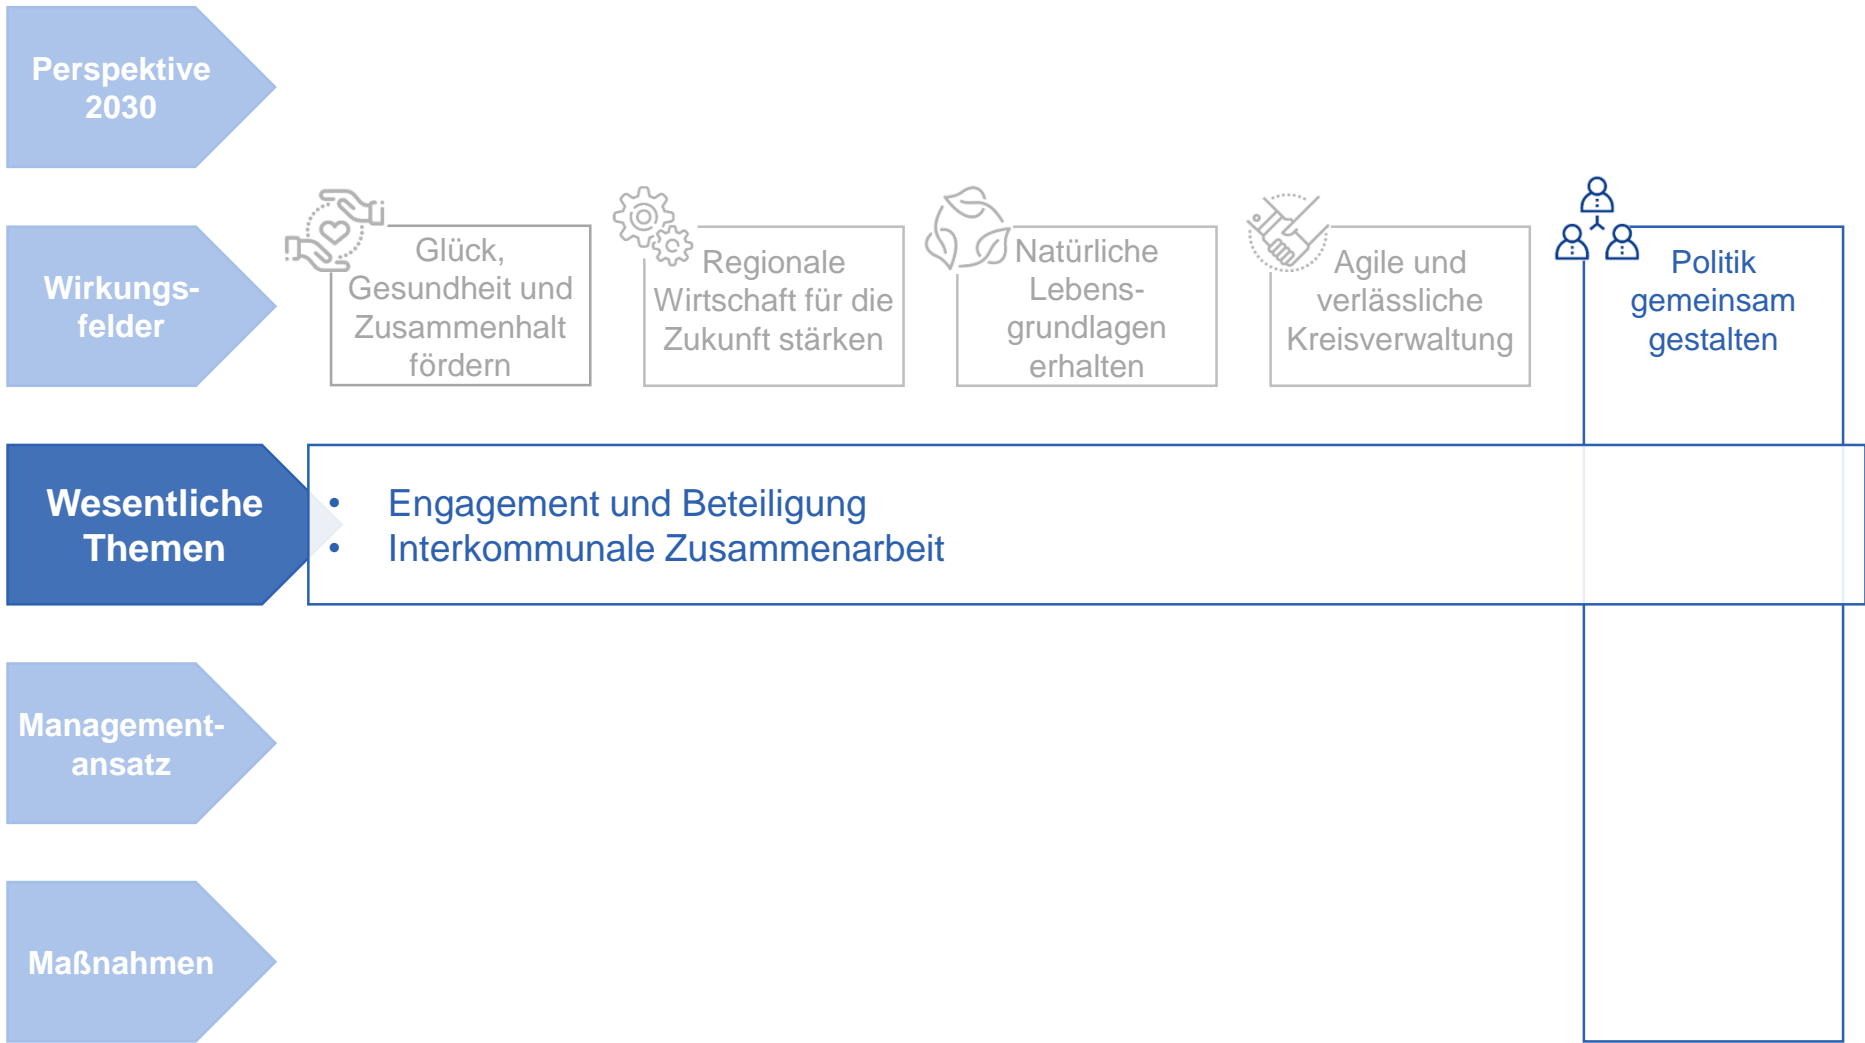 Perspektive
2030
Wirkungs-
felder
Glück,
Gesundheit und
Zusammenhalt
fördern
Regionale
Wirtschaft für die
Zukunft stärken
Natürliche
Lebens-
grundlagen
erhalten
Agile und
verlässliche
Kreisverwaltung
Politik
gemeinsam
gestalten
Wesentliche
Themen
• Engagement und Beteiligung
• Interkommunale Zusammenarbeit
Management-
ansatz
Maßnahmen